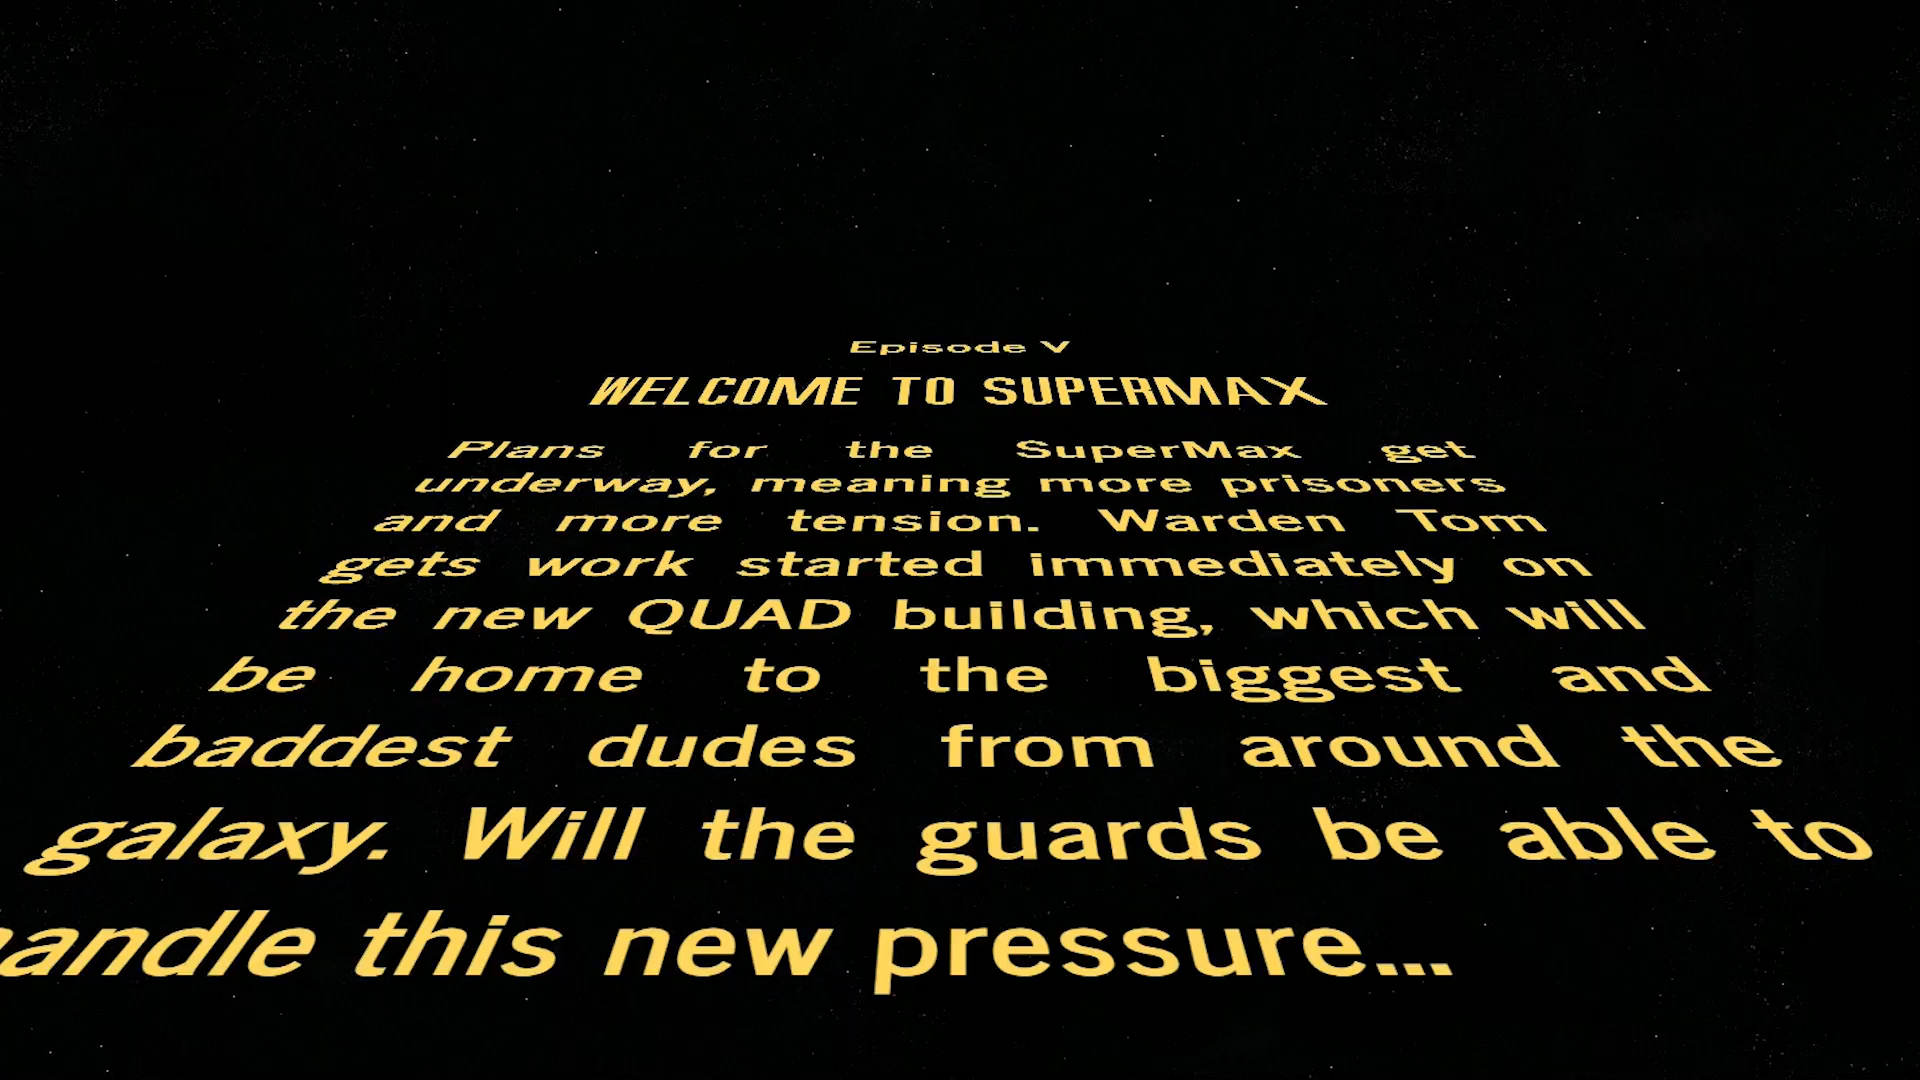 Episode V
WELCOME TO SUPERMAX
Plans for the SuperMax get
underway, meaning more prisoners
and more tension. Warden Tom
gets work started immediately on
the new QUAD building, which will
be home to the biggest and
baddest dudes from around the
galaxy. Will the guards be able to
handle this new pressure...